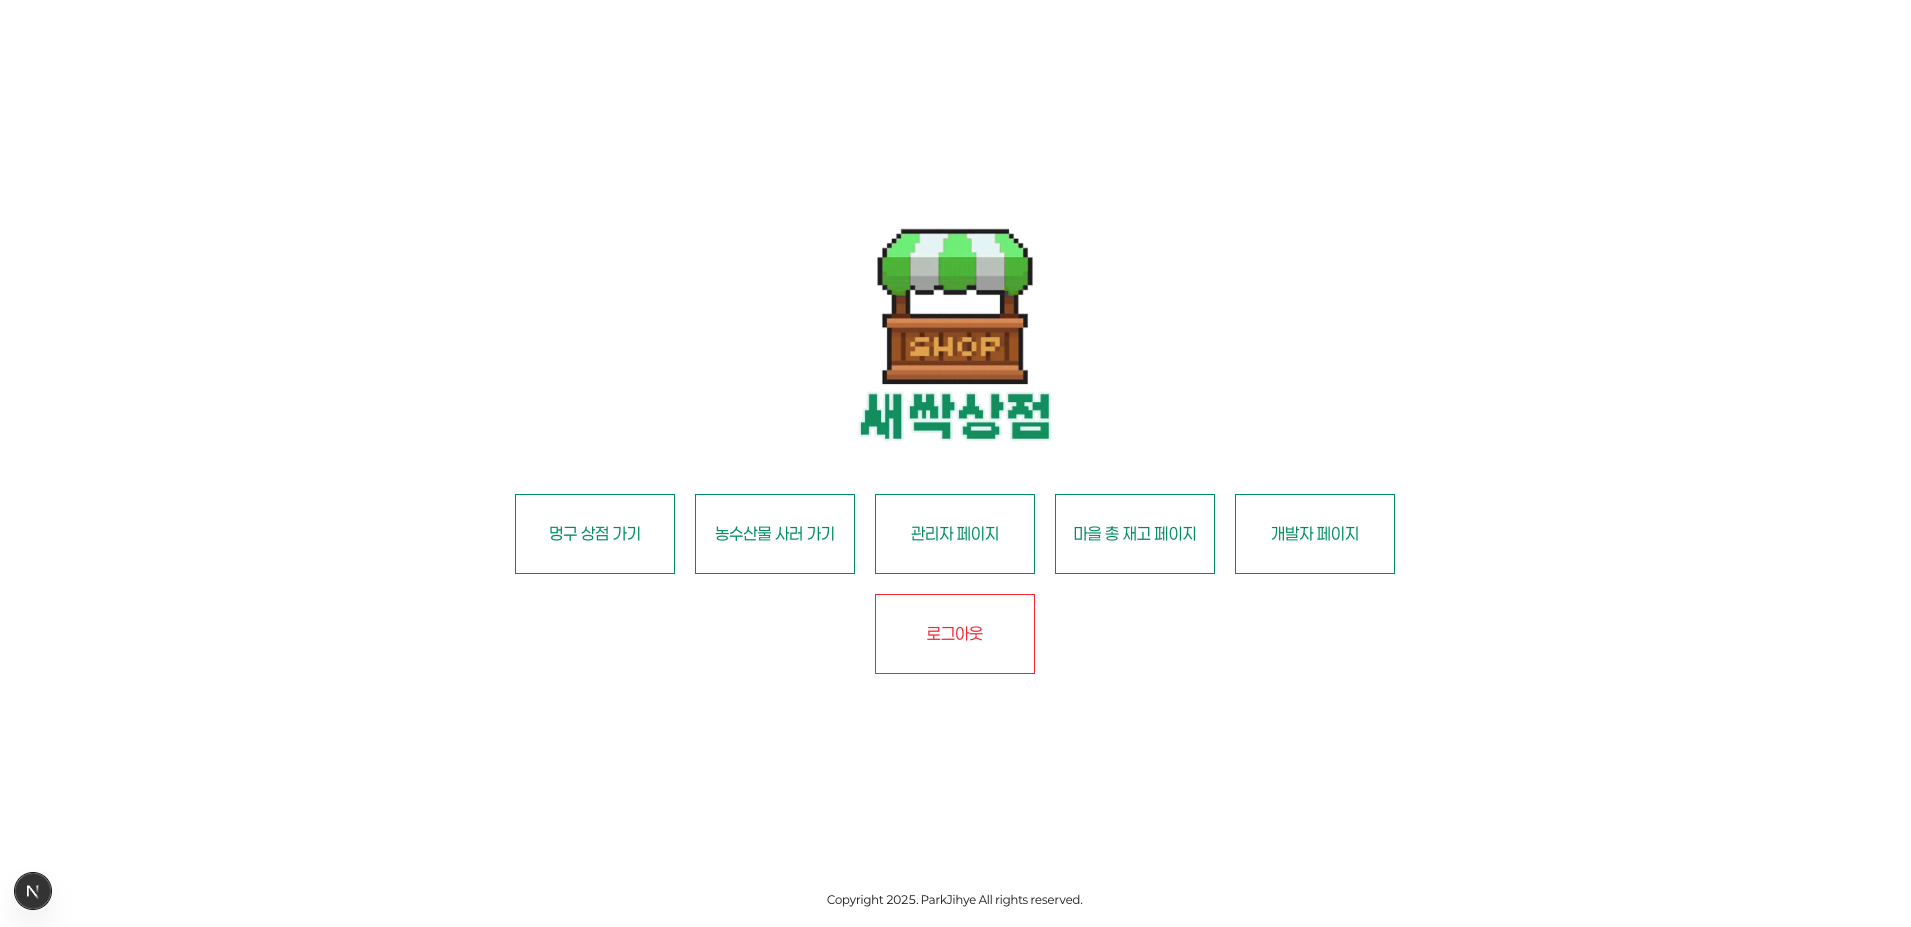 SHOP
새싹상점
멍구 상점 가기
농수산물 사러 가기
관리자 페이지
마을 총 재고 페이지
개발자 페이지
로그아웃
N
Copyright 2025. ParkJihye All rights reserved.